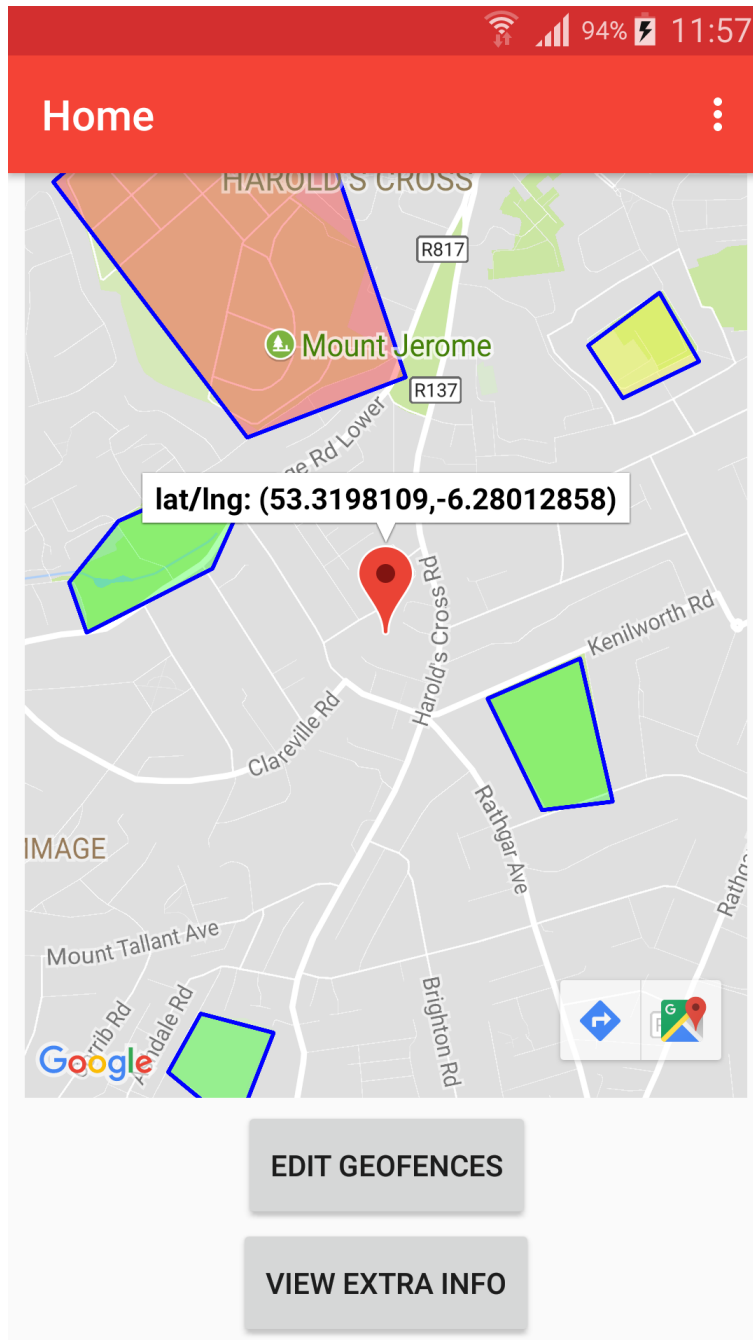 94% 11:57
Home
HAROLD'S CROSS
R817
Mount Jerome
R137
ge Rd Lower
lat/lng: (53.3198109,-6.28012858)
Harold's Cross Rd
Kenilworth Rd
Clareville Rd
Rathgar Ave
IMAGE
Rathga
Mount Tallant Ave
Brighton Rd
Google
G
EDIT GEOFENCES
VIEW EXTRA INFO